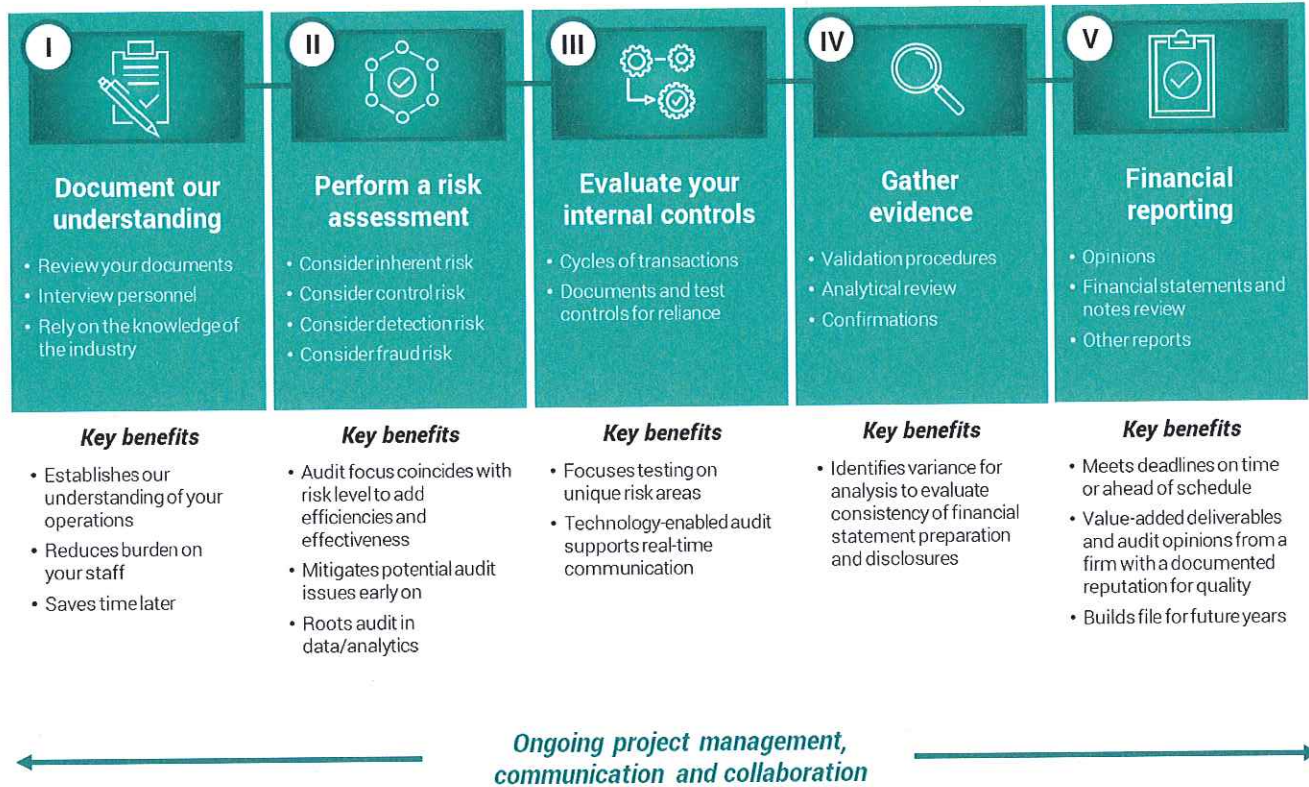 I
Document our
understanding
• Review your documents
• Interview personnel
• Rely on the knowledge of
the industry
Key benefits
• Establishes our
understanding of your
operations
• Reduces burden on
your staff
• Saves time later
II
Perform a risk
assessment
• Consider inherent risk
• Consider control risk
• Consider detection risk
• Consider fraud risk
Key benefits
• Audit focus coincides with
risk level to add
efficiencies and
effectiveness
• Mitigates potential audit
issues early on
• Roots audit in
data/analytics
III
Evaluate your
internal controls
• Cycles of transactions
• Documents and test
controls for reliance
Key benefits
• Focuses testing on
unique risk areas
• Technology-enabled audit
supports real-time
communication
IV
Gather
evidence
• Validation procedures
• Analytical review
• Confirmations
Key benefits
• Identifies variance for
analysis to evaluate
consistency of financial
statement preparation
and disclosures
V
Financial
reporting
• Opinions
• Financial statements and
notes review
• Other reports
Key benefits
• Meets deadlines on time
or ahead of schedule
• Value-added deliverables
and audit opinions from a
firm with a documented
reputation for quality
• Builds file for future years
Ongoing project management,
communication and collaboration